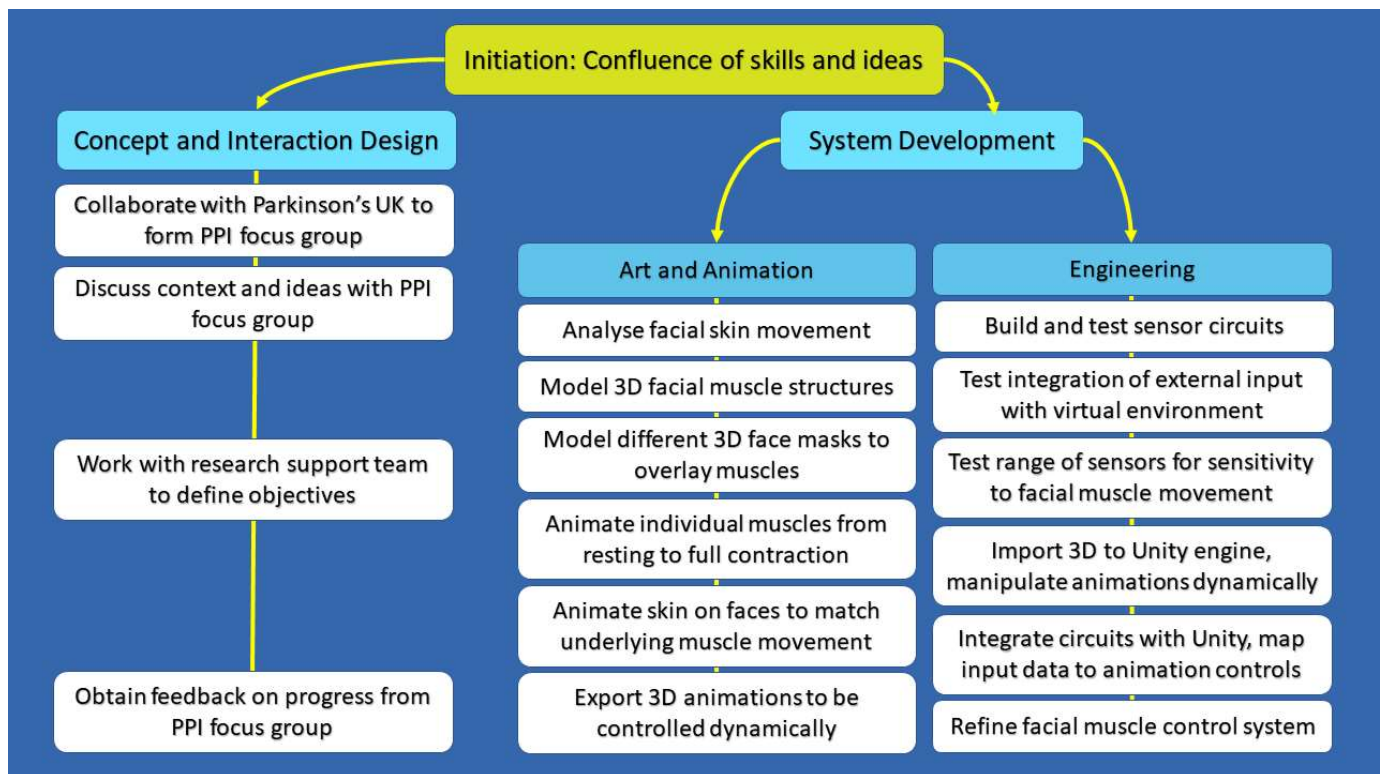 Initiation: Confluence of skills and ideas
Concept and Interaction Design
Collaborate with Parkinson's UK to
form PPI focus group
Discuss context and ideas with PPI
focus group
Work with research support team
to define objectives
Obtain feedback on progress from
PPI focus group
System Development
Art and Animation
Analyse facial skin movement
Model 3D facial muscle structures
Model different 3D face masks to
overlay muscles
Animate individual muscles from
resting to full contraction
Animate skin on faces to match
underlying muscle movement
Export 3D animations to be
controlled dynamically
Engineering
Build and test sensor circuits
Test integration of external input
with virtual environment
Test range of sensors for sensitivity
to facial muscle movement
Import 3D to Unity engine,
manipulate animations dynamically
Integrate circuits with Unity, map
input data to animation controls
Refine facial muscle control system